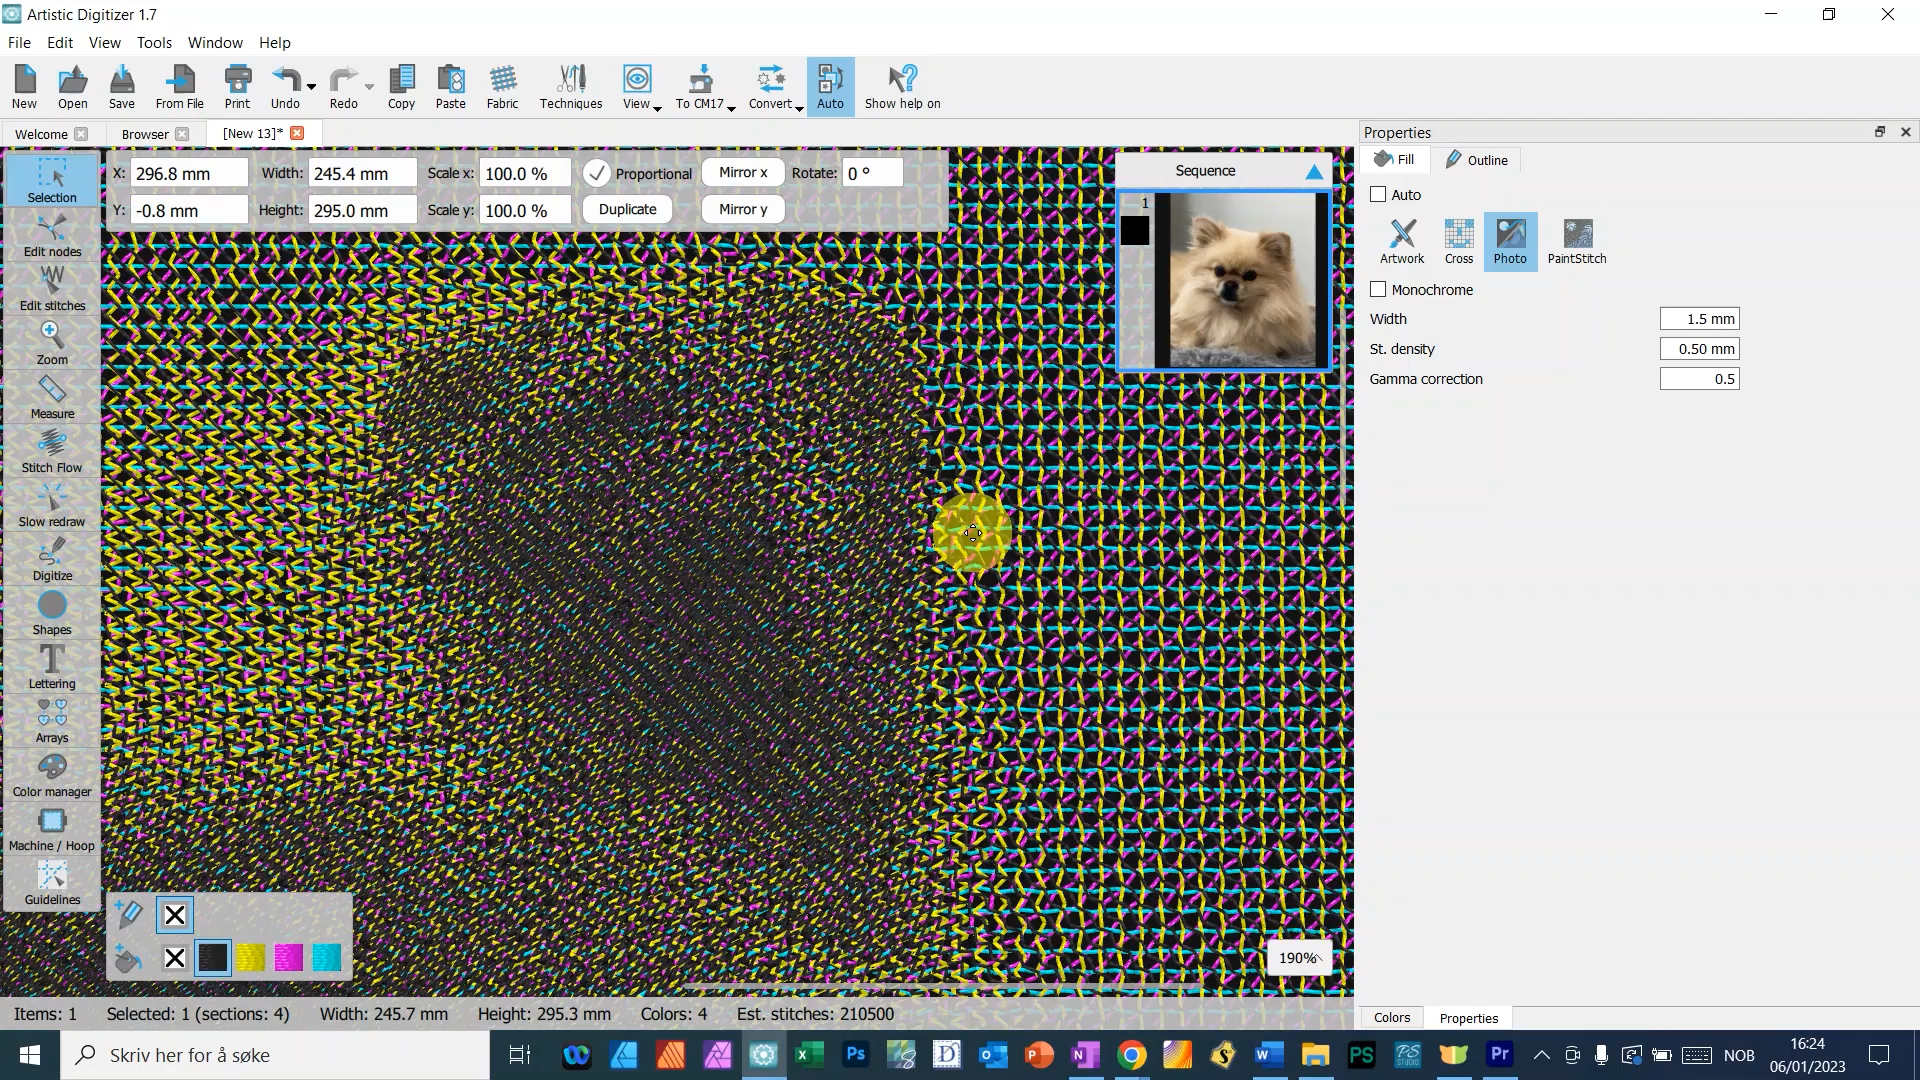 Artistic Digitizer 1.7
File Edit View Tools Window Help
New Open Save From File Print Undo Redo Copy Paste Fabric Techniques View To CM17 Convert Auto Show help on
Welcome Browser [New 13]*
Properties
Fill Outline
Auto
Artwork Cross Photo PaintStitch
Monochrome
Width 1.5 mm
St. density 0.50 mm
Gamma correction 0.5
X: 296.8 mm Width: 245.4 mm Scale x: 100.0 % Proportional Mirror x Rotate: 0 °
Y: -0.8 mm Height: 295.0 mm Scale y: 100.0 % Duplicate Mirror y
Sequence
1
Selection
Edit nodes
Edit stitches
Zoom
Measure
Stitch Flow
Slow redraw
Digitize
Shapes
Lettering
Arrays
Color manager
Machine / Hoop
Guidelines
190%
Items: 1 Selected: 1 (sections: 4) Width: 245.7 mm Height: 295.3 mm Colors: 4 Est. stitches: 210500
Colors Properties
Skriv her for å søke
NOB
16:24
06/01/2023